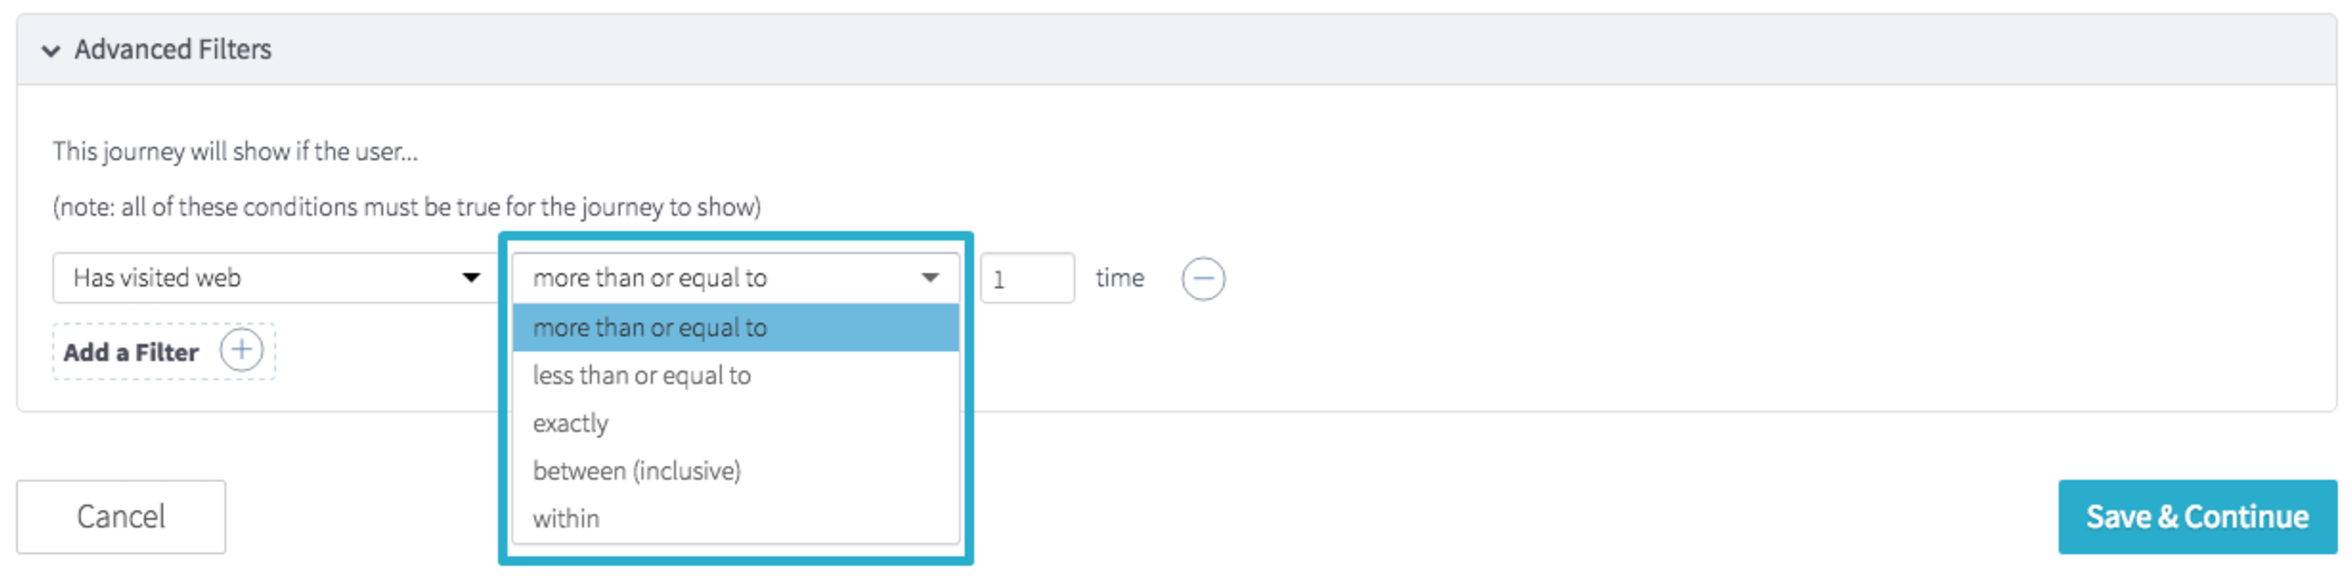 Advanced Filters
This journey will show if the user...
(note: all of these conditions must be true for the journey to show)
Has visited web more than or equal to 1 time
more than or equal to
Add a Filter
less than or equal to
exactly
between (inclusive)
within
Cancel
Save & Continue